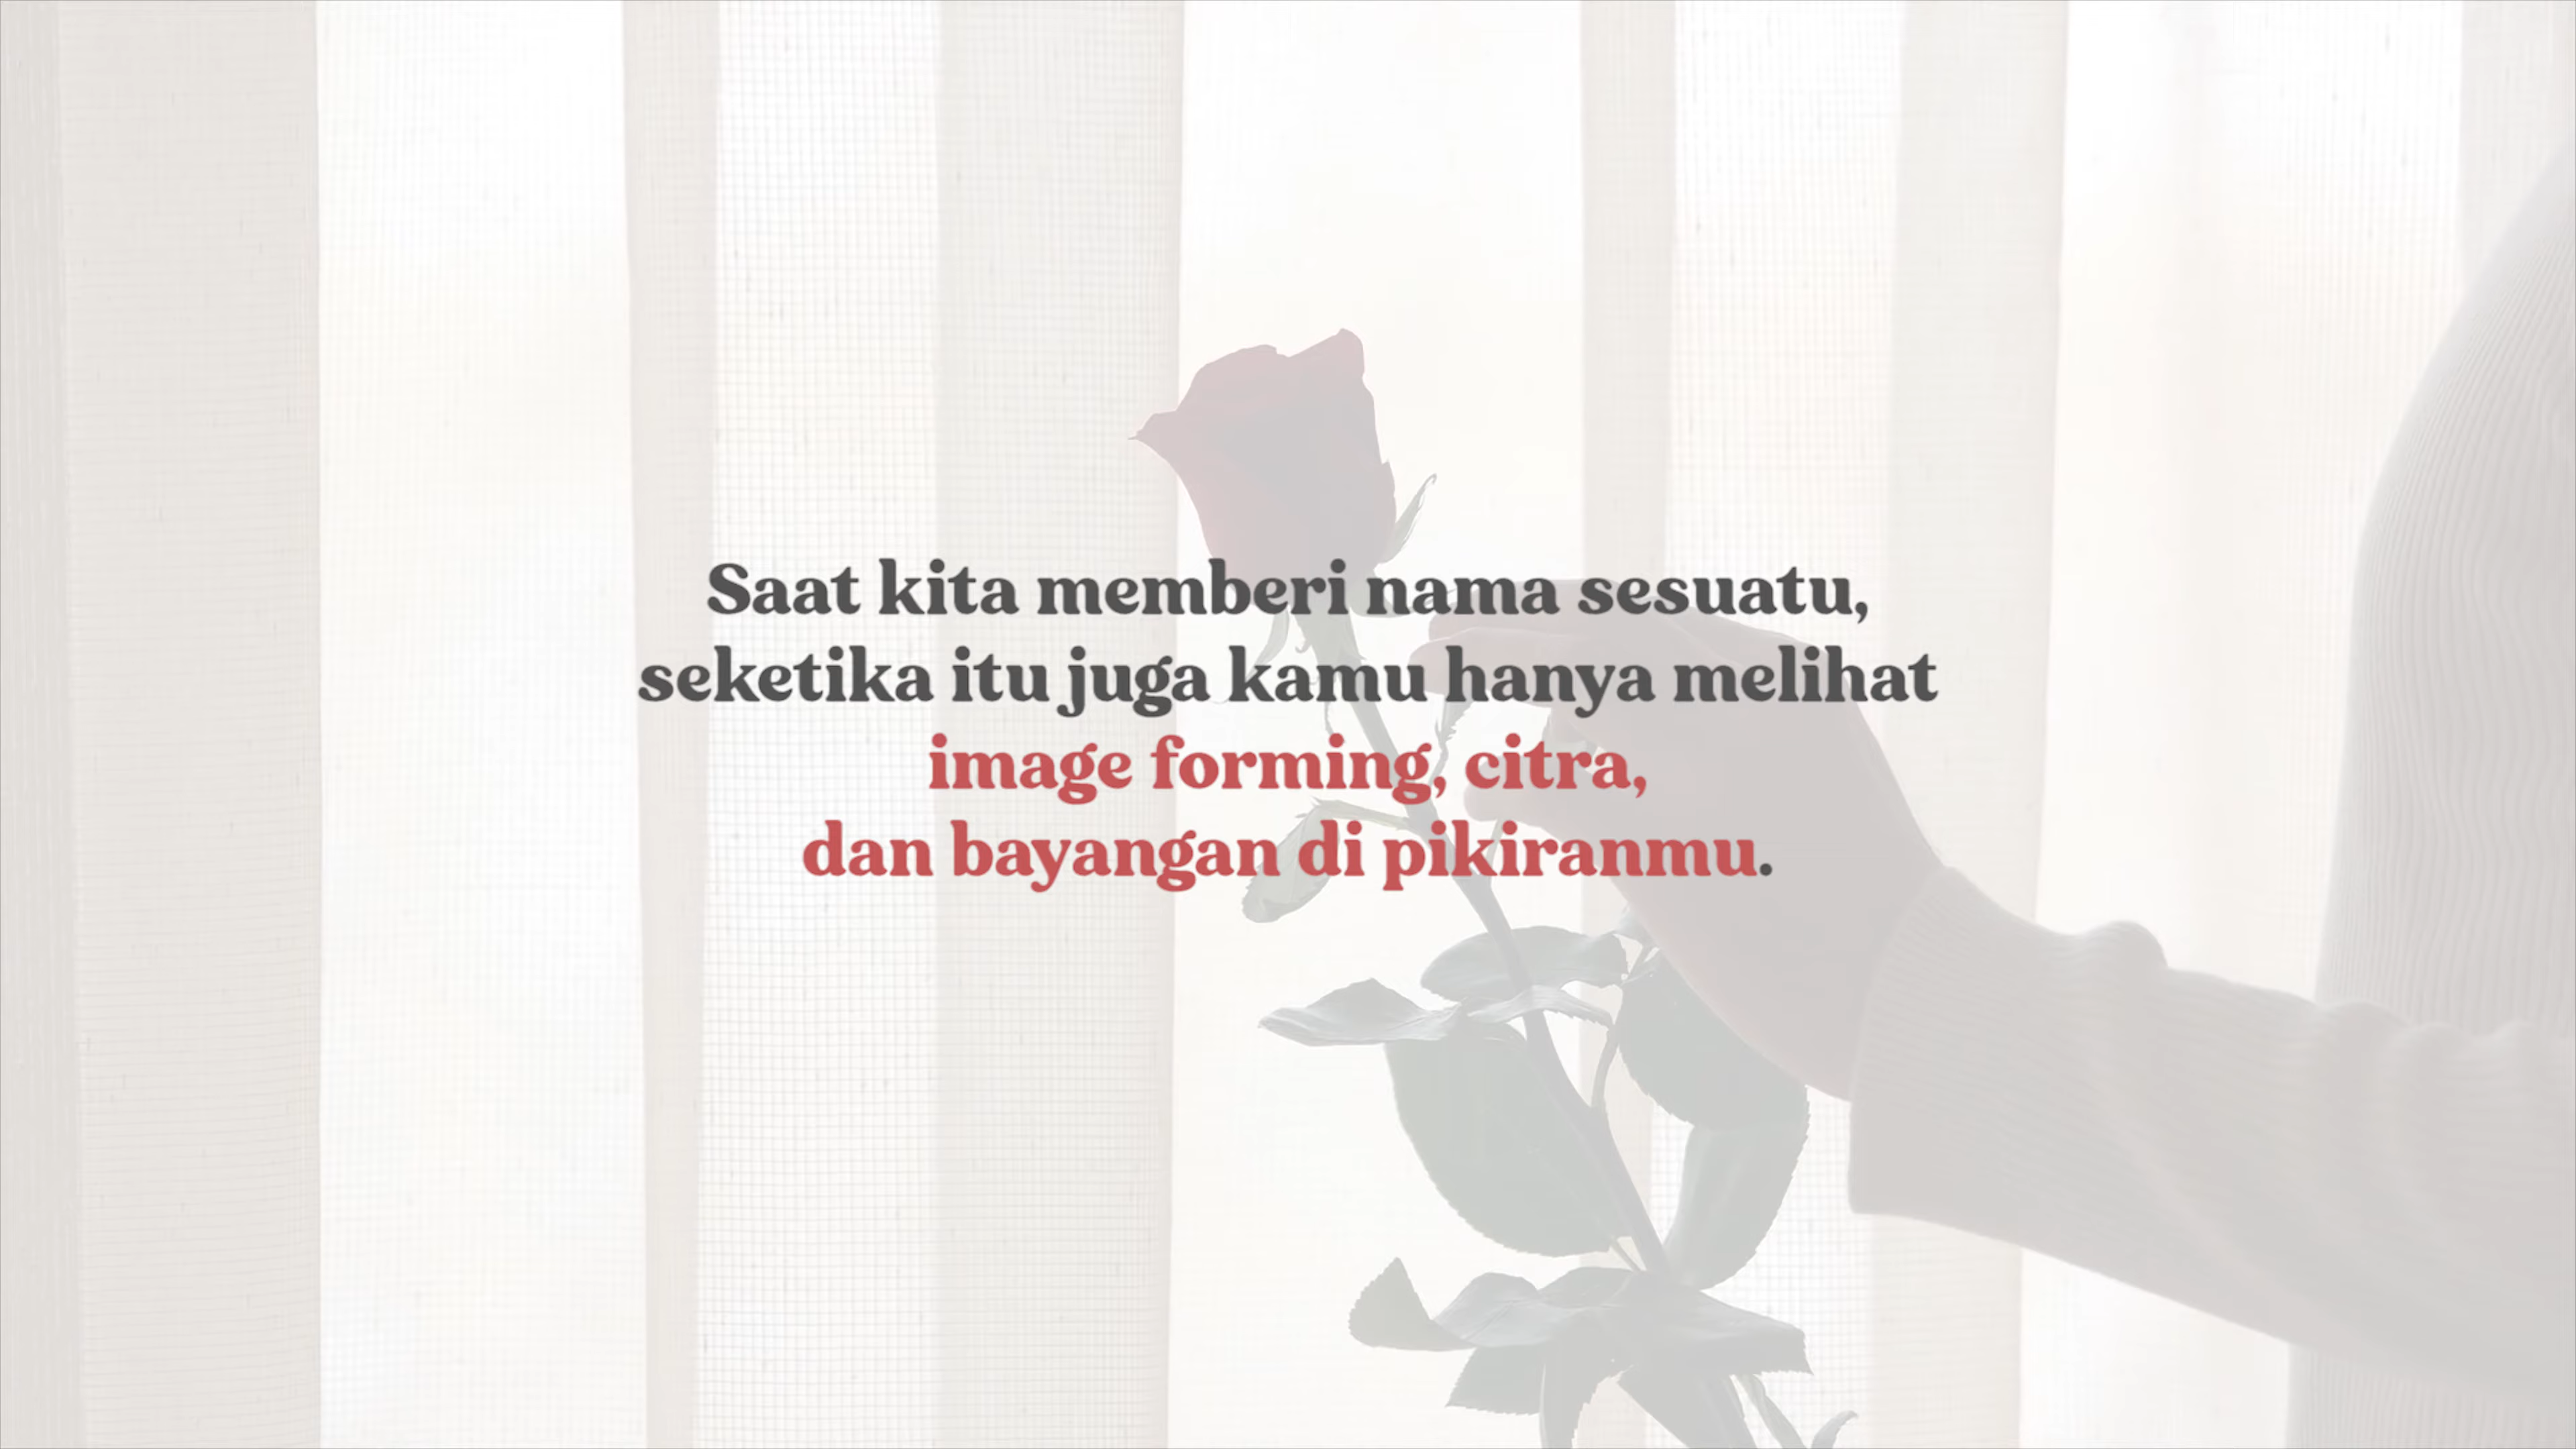 Saat kita memberi nama sesuatu,
seketika itu juga kamu hanya melihat
image forming, citra,
dan bayangan di pikiranmu.